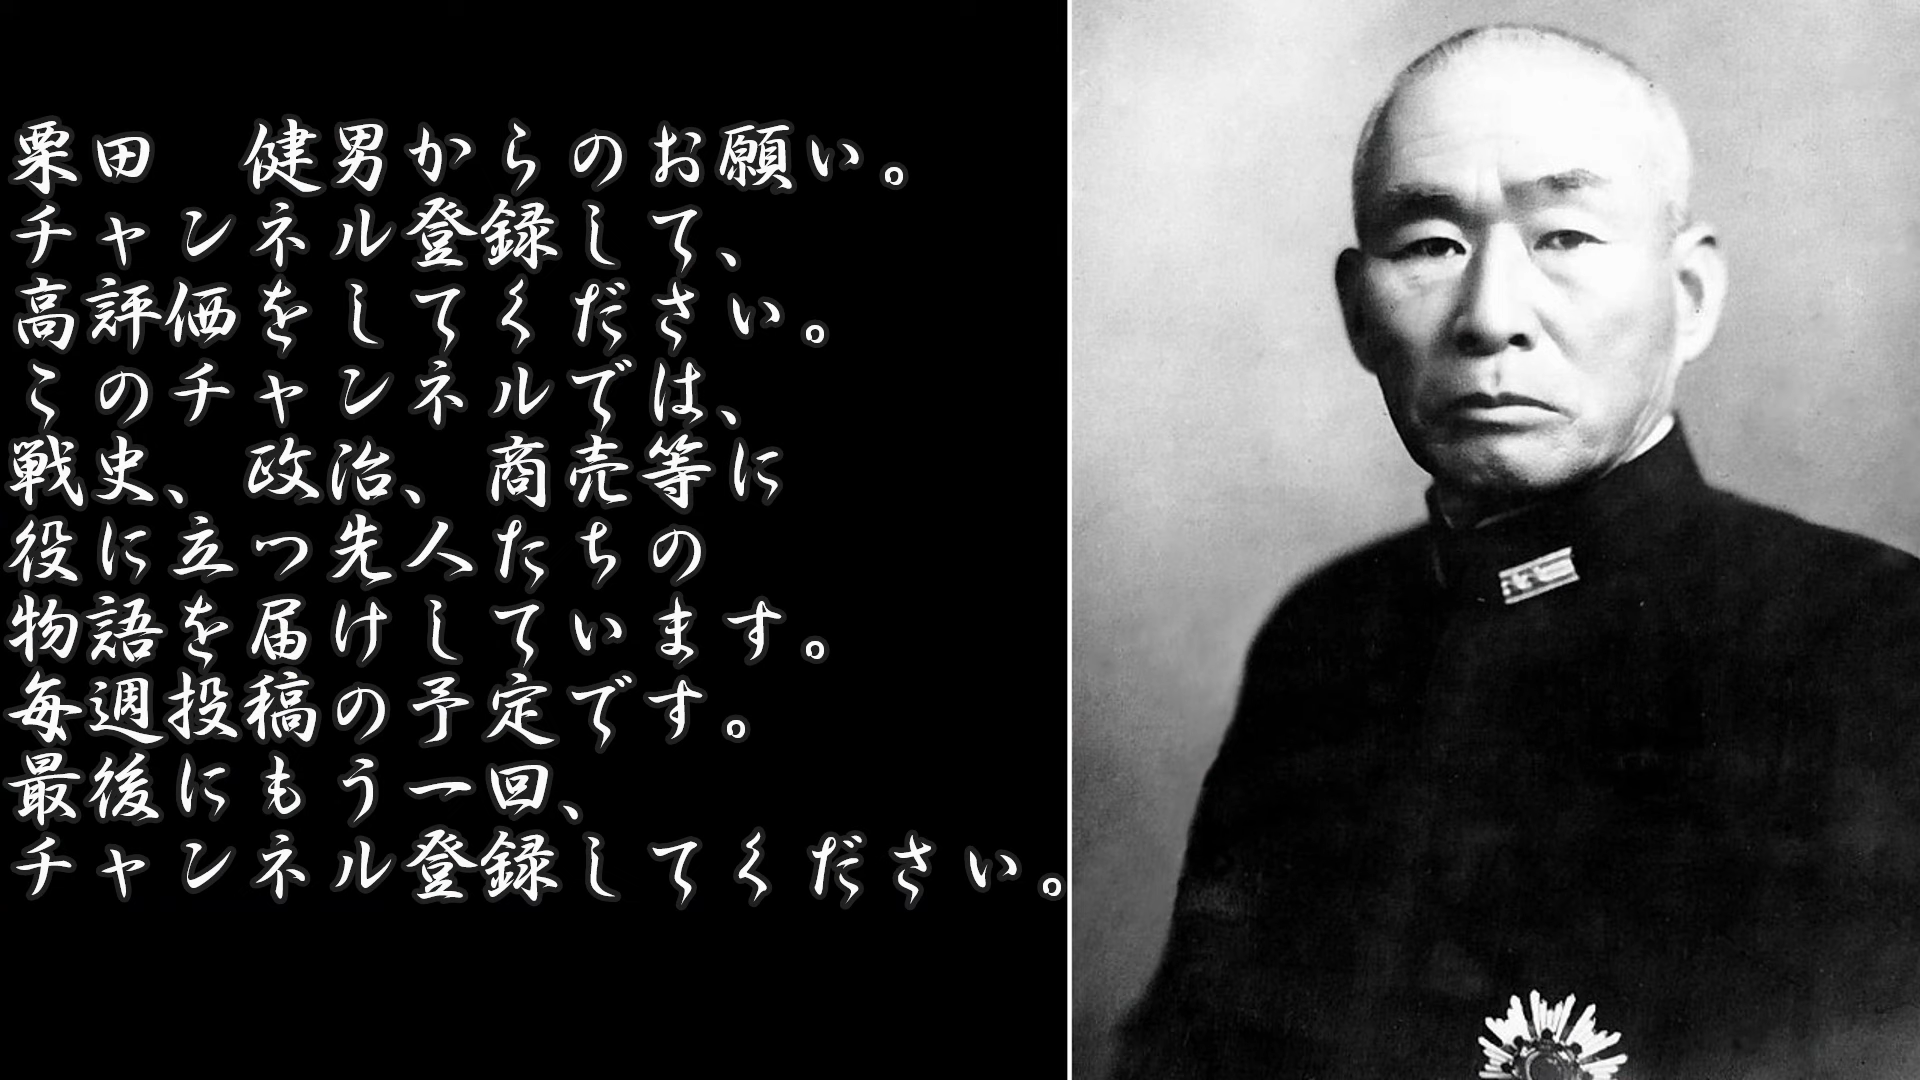 栗田　健男からのお願い。
チャンネル登録して、
高評価をしてください。
このチャンネルでは、
戦史、政治、商売等に
役に立つ先人たちの
物語を届けしています。
毎週投稿の予定です。
最後にもう一回、
チャンネル登録してください。